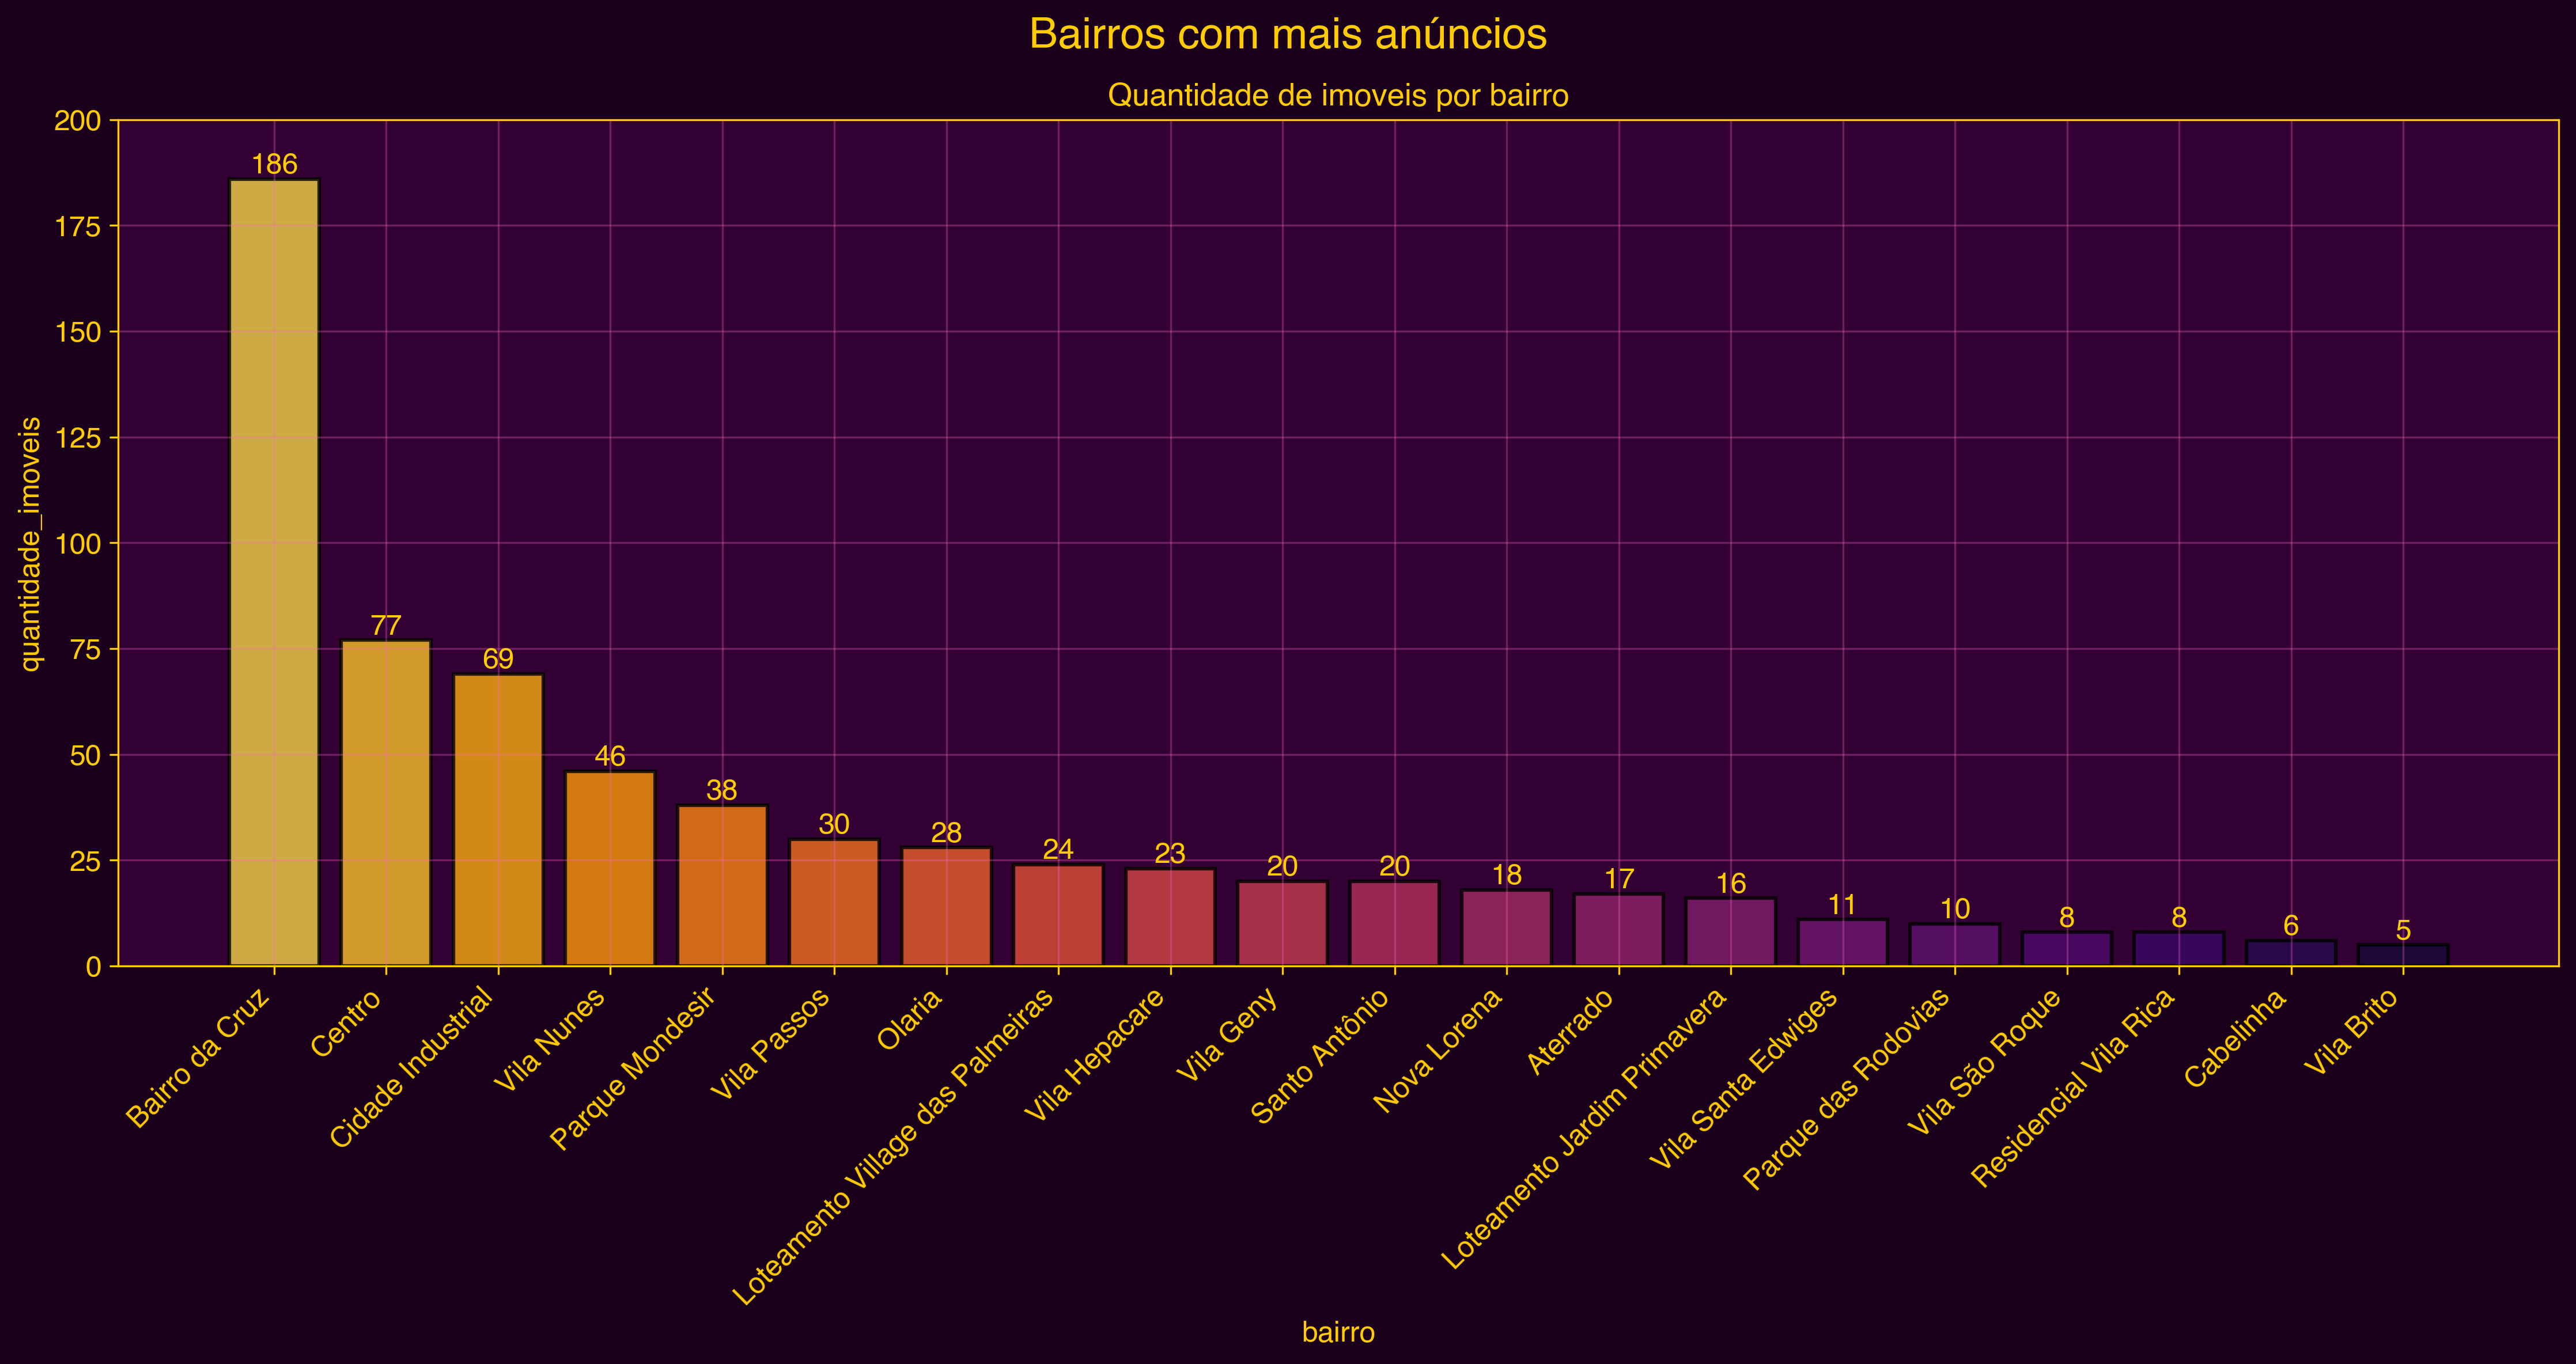 Bairros com mais anúncios
Quantidade de imoveis por bairro
quantidade_imoveis
200
175
150
125
100
75
50
25
0
186
77
69
46
38
30
28
24
23
20
20
18
17
16
11
10
8
8
6
5
Bairro da Cruz
Centro
Cidade Industrial
Vila Nunes
Parque Mondesir
Vila Passos
Olaria
Loteamento Village das Palmeiras
Vila Hepacare
Vila Geny
Santo Antônio
Nova Lorena
Aterrado
Loteamento Jardim Primavera
Vila Santa Edwiges
Parque das Rodovias
Vila São Roque
Residencial Vila Rica
Cabelinha
Vila Brito
bairro